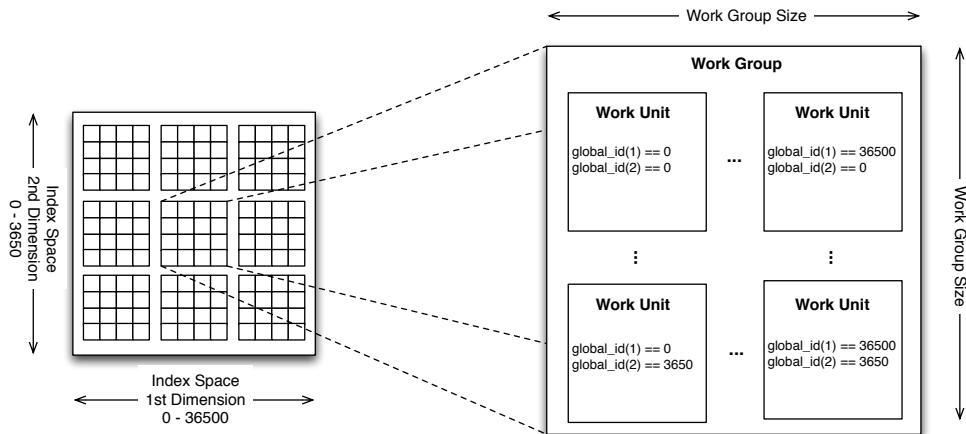 Work Group Size
Work Group
Work Unit
global_id(1) == 0
global_id(2) == 0
...
Work Unit
global_id(1) == 36500
global_id(2) == 0
...
...
Work Unit
global_id(1) == 0
global_id(2) == 3650
...
Work Unit
global_id(1) == 36500
global_id(2) == 3650
Work Group Size
Index Space
2nd Dimension
0 - 3650
Index Space
1st Dimension
0 - 36500